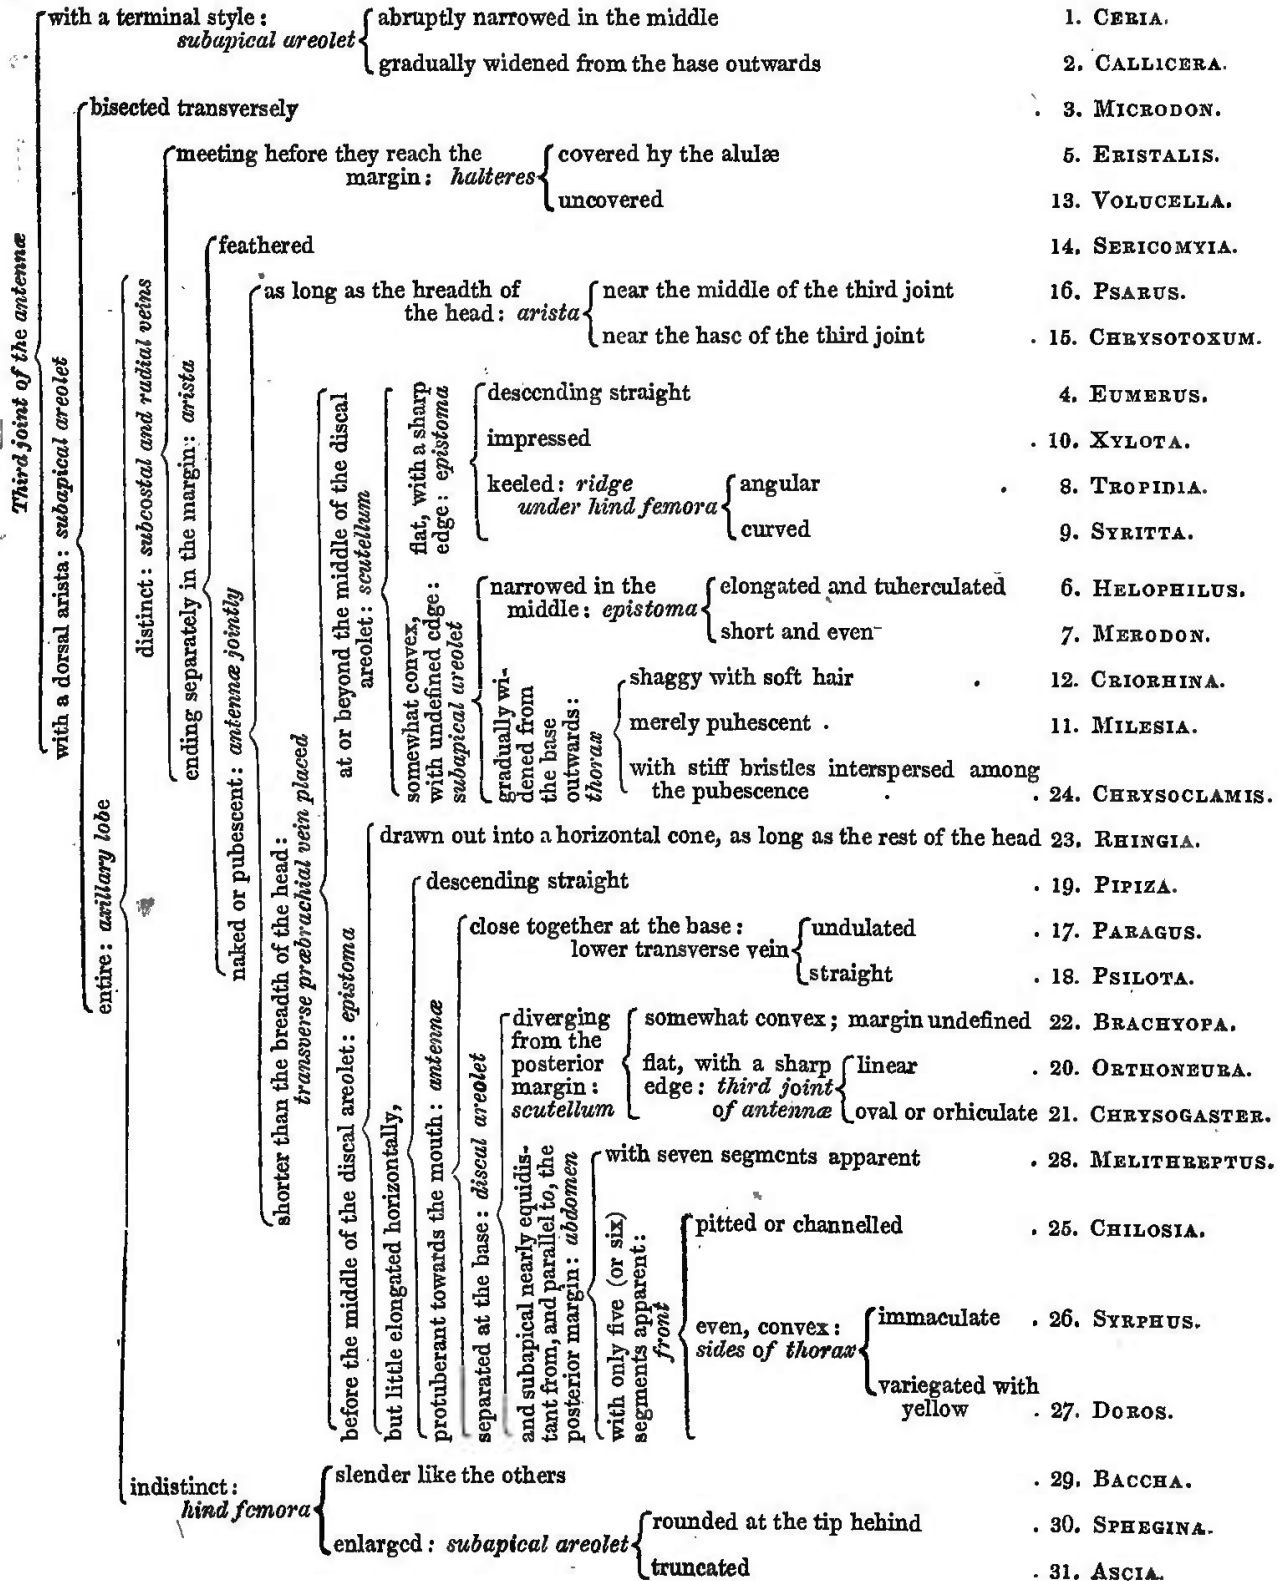 Third joint of the antennæ
with a terminal style :
subapical areolet
abruptly narrowed in the middle 1. CERIA.
gradually widened from the hase outwards 2. CALLICERA.
with a dorsal arista: subapical areolet
bisected transversely . 3. MICRODON.
entire: axillary lobe
distinct: subcostal and radial veins
meeting hefore they reach the
margin: halteres
covered hy the alulæ 5. ERISTALIS.
uncovered 13. VOLUCELLA.
ending separately in the margin: arista
feathered 14. SERICOMYIA.
naked or pubescent: antennæ jointly
as long as the hreadth of
the head: arista
near the middle of the third joint 16. PSARUS.
near the hasc of the third joint . 15. CHRYSOTOXUM.
shorter than the breadth of the head:
transverse præbrachial vein placed
at or beyond the middle of the discal
areolet: scutellum
flat, with a sharp
edge: epistoma
desccnding straight 4. EUMERUS.
impressed . 10. XYLOTA.
keeled: ridge
under hind femora
angular . 8. TROPIDIA.
curved 9. SYRITTA.
somewhat convex,
with undefined edge:
subapical areolet
narrowed in the
middle: epistoma
elongated and tuherculated 6. HELOPHILUS.
short and even 7. MERODON.
gradually wi-
dened from
the base
outwards:
thorax
shaggy with soft hair . 12. CRIORHINA.
merely puhescent . 11. MILESIA.
with stiff bristles interspersed among
the pubescence . . 24. CHRYSOCLAMIS.
before the middle of the discal areolet: epistoma
drawn out into a horizontal cone, as long as the rest of the head 23. RHINGIA.
but little elongated horizontally,
descending straight . 19. PIPIZA.
protuberant towards the mouth: antennæ
close together at the base :
lower transverse vein
undulated . 17. PARAGUS.
straight . 18. PSILOTA.
separated at the base: discal areolet
diverging
from the
posterior
margin:
scutellum
somewhat convex; margin undefined 22. BRACHYOPA.
flat, with a sharp
edge: third joint
of antennæ
linear . 20. ORTHONEURA.
oval or orhiculate 21. CHRYSOGASTER.
and subapical nearly equidis-
tant from, and parallel to, the
posterior margin: abdomen
with seven segmcnts apparent . 28. MELITHREPTUS.
with only five (or six)
segments apparent:
front
pitted or channelled . 25. CHILOSIA.
even, convex:
sides of thorax
immaculate . 26. SYRPHUS.
variegated with
yellow . 27. DOROS.
indistinct:
hind femora
slender like the others . 29. BACCHA.
enlarged: subapical areolet
rounded at the tip hehind . 30. SPHEGINA.
truncated . 31. ASCIA.